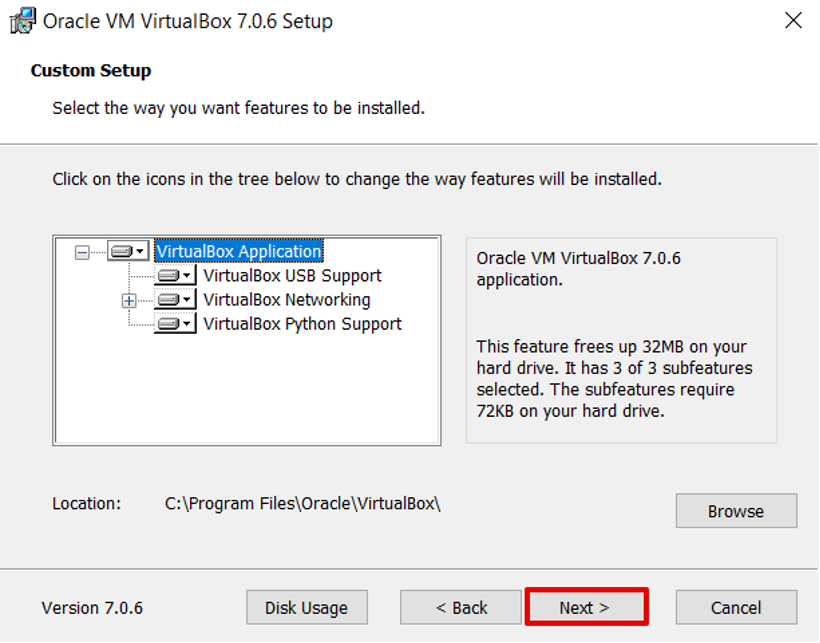 Oracle VM VirtualBox 7.0.6 Setup
Custom Setup
Select the way you want features to be installed.
Click on the icons in the tree below to change the way features will be installed.
VirtualBox Application
VirtualBox USB Support
VirtualBox Networking
VirtualBox Python Support
Oracle VM VirtualBox 7.0.6
application.
This feature frees up 32MB on your
hard drive. It has 3 of 3 subfeatures
selected. The subfeatures require
72KB on your hard drive.
Location: C:\Program Files\Oracle\VirtualBox\
Browse
Version 7.0.6
Disk Usage
< Back
Next >
Cancel